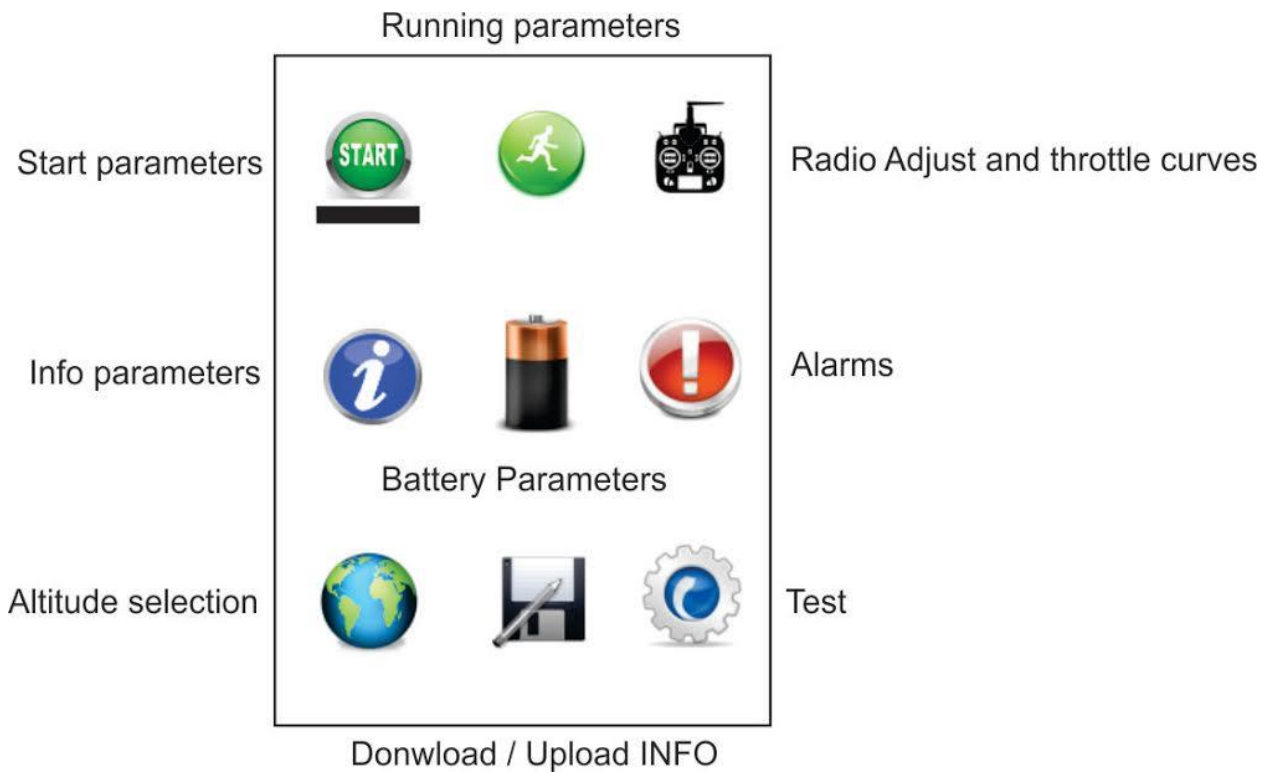 Running parameters
Start parameters
START
Radio Adjust and throttle curves
Info parameters
i
!
Alarms
Battery Parameters
Altitude selection
Test
Donwload / Upload INFO